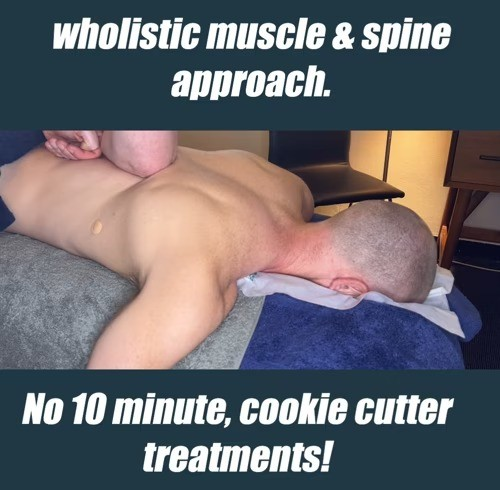 wholistic muscle & spine
approach.
No 10 minute, cookie cutter
treatments!